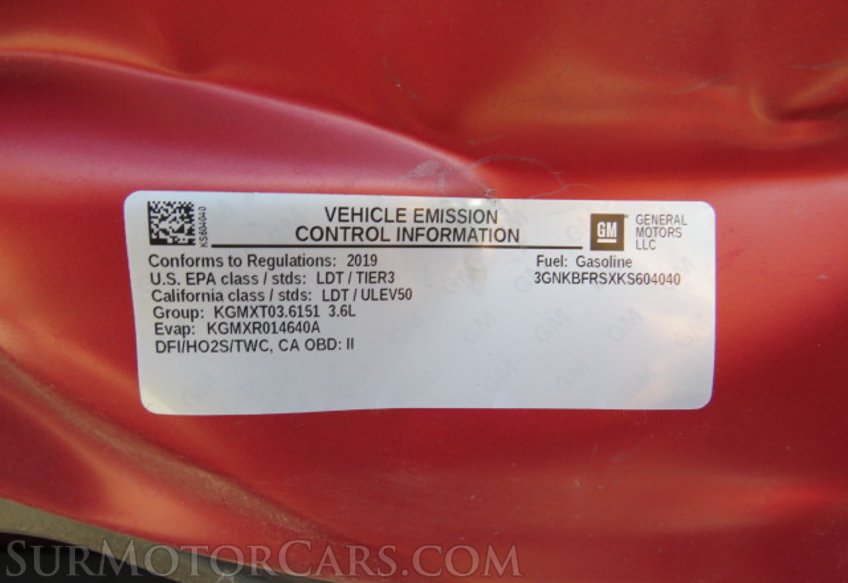 KS604040
VEHICLE EMISSION
CONTROL INFORMATION
GM
GENERAL
MOTORS
LLC
Conforms to Regulations: 2019
U.S. EPA class / stds: LDT / TIER3
California class / stds: LDT / ULEV50
Group: KGMXT03.6151 3.6L
Evap: KGMXR014640A
DFI/HO2S/TWC, CA OBD: II
Fuel: Gasoline
3GNKBFRSXKS604040
SURMOTORCARS.COM